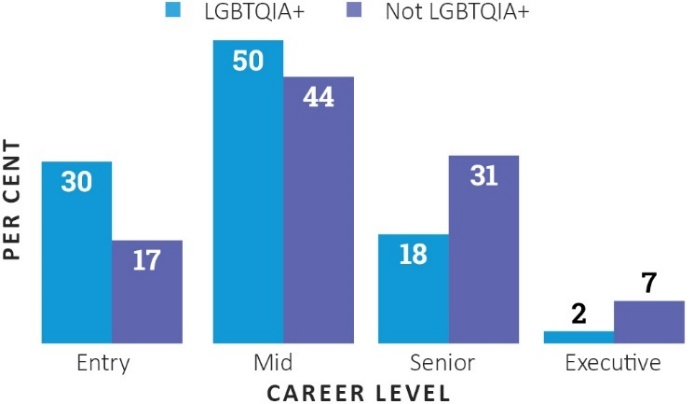 LGBTQIA+ Not LGBTQIA+
PER CENT
30
17
50
44
18
31
2
7
Entry Mid Senior Executive
CAREER LEVEL